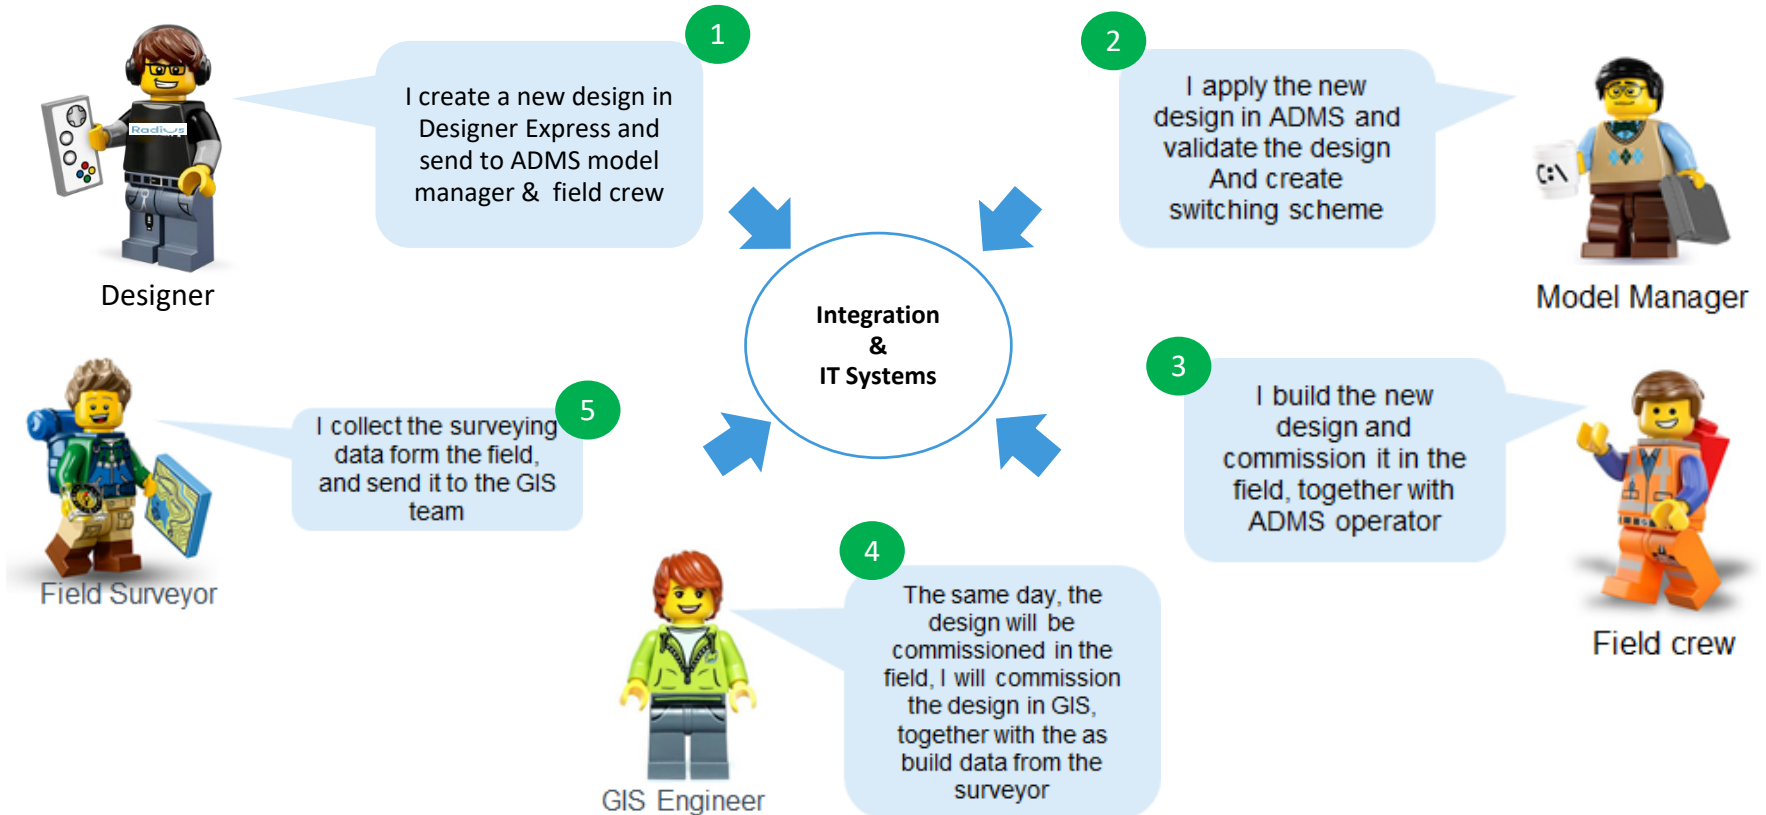 1
I create a new design in
Designer Express and
send to ADMS model
manager &  field crew
Radius
Designer
2
I apply the new
design in ADMS and
validate the design
And create
switching scheme
C:\
Model Manager
Integration
&
IT Systems
3
I build the new
design and
commission it in the
field, together with
ADMS operator
Field crew
4
The same day, the
design will be
commissioned in the
field, I will commission
the design in GIS,
together with the as
build data from the
surveyor
GIS Engineer
5
I collect the surveying
data form the field,
and send it to the GIS
team
Field Surveyor